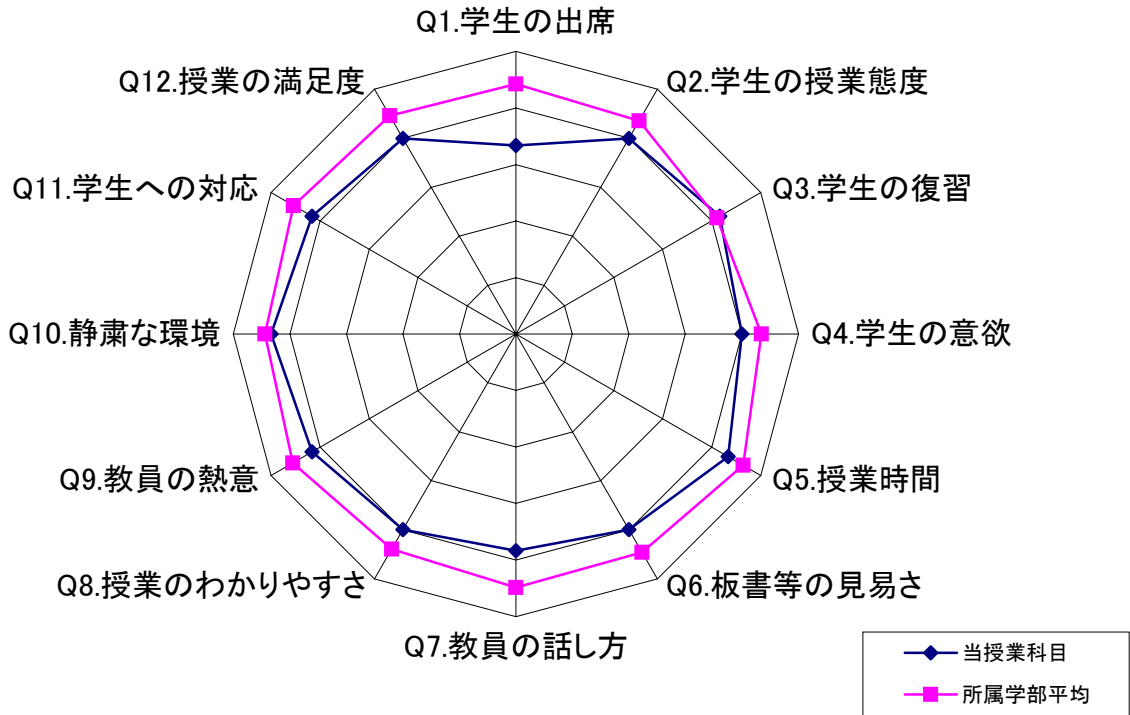 Q1.学生の出席
Q2.学生の授業態度
Q3.学生の復習
Q4.学生の意欲
Q5.授業時間
Q6.板書等の見易さ
Q7.教員の話し方
Q8.授業のわかりやすさ
Q9.教員の熱意
Q10.静粛な環境
Q11.学生への対応
Q12.授業の満足度
当授業科目
所属学部平均